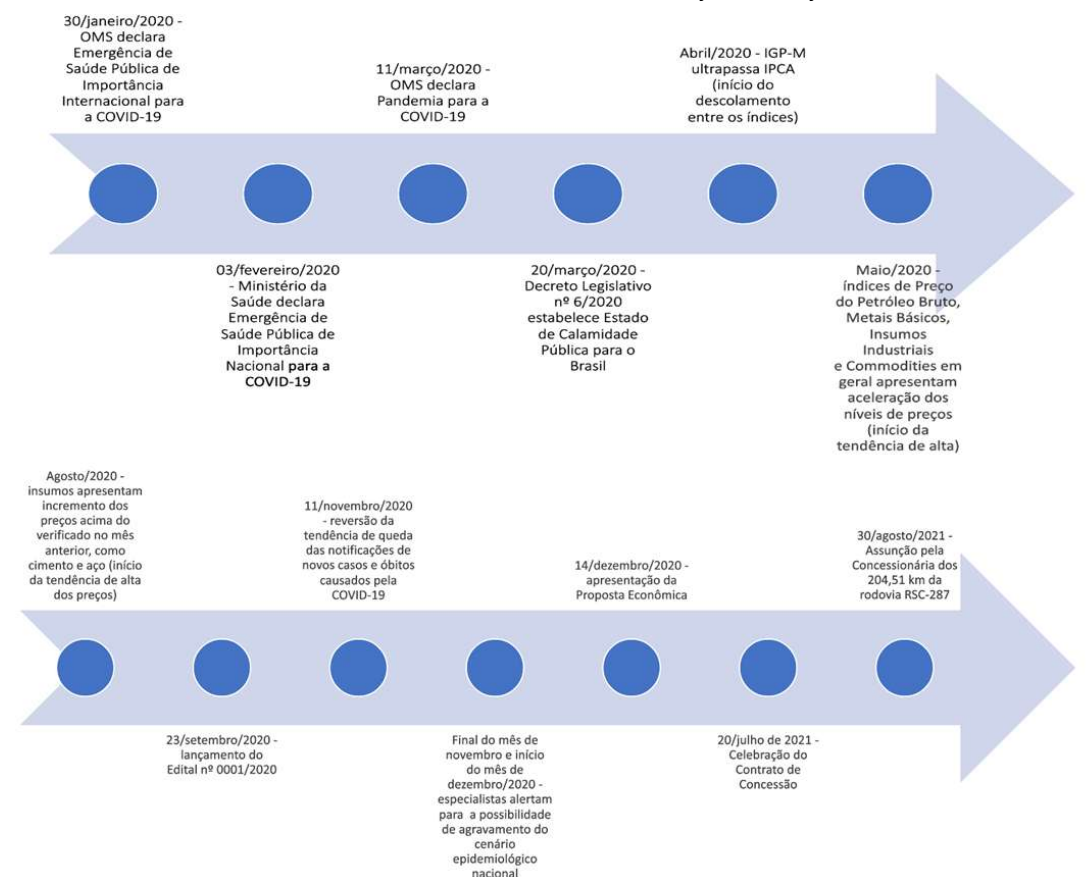 30/janeiro/2020 -
OMS declara
Emergência de
Saúde Pública de
Importância
Internacional para
a COVID-19
03/fevereiro/2020
- Ministério da
Saúde declara
Emergência de
Saúde Pública de
Importância
Nacional para a
COVID-19
11/março/2020 -
OMS declara
Pandemia para a
COVID-19
20/março/2020 -
Decreto Legislativo
nº 6/2020
estabelece Estado
de Calamidade
Pública para o
Brasil
Abril/2020 - IGP-M
ultrapassa IPCA
(início do
descolamento
entre os índices)
Maio/2020 -
índices de Preço
do Petróleo Bruto,
Metais Básicos,
Insumos
Industriais
e Commodities em
geral apresentam
aceleração dos
níveis de preços
(início da
tendência de alta)
Agosto/2020 -
insumos apresentam
incremento dos
preços acima do
verificado no mês
anterior, como
cimento e aço (início
da tendência de alta
dos preços)
23/setembro/2020 -
lançamento do
Edital nº 0001/2020
11/novembro/2020
- reversão da
tendência de queda
das notificações de
novos casos e óbitos
causados pela
COVID-19
Final do mês de
novembro e início
do mês de
dezembro/2020 -
especialistas alertam
para a possibilidade
de agravamento do
cenário
epidemiológico
nacional
14/dezembro/2020 -
apresentação da
Proposta Econômica
20/julho de 2021 -
Celebração do
Contrato de
Concessão
30/agosto/2021 -
Assunção pela
Concessionária dos
204,51 km da
rodovia RSC-287